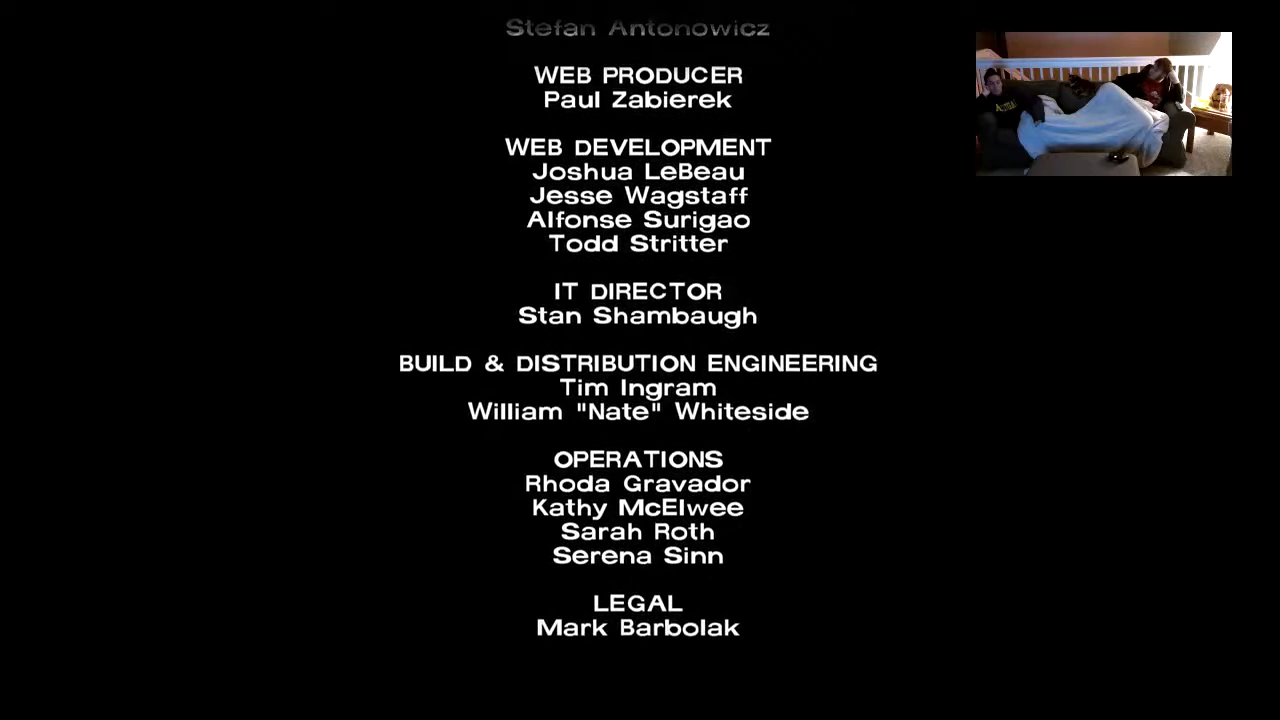 Stefan Antonowicz
WEB PRODUCER
Paul Zabierek
WEB DEVELOPMENT
Joshua LeBeau
Jesse Wagstaff
Alfonse Surigao
Todd Stritter
IT DIRECTOR
Stan Shambaugh
BUILD & DISTRIBUTION ENGINEERING
Tim Ingram
William "Nate" Whiteside
OPERATIONS
Rhoda Gravador
Kathy McElwee
Sarah Roth
Serena Sinn
LEGAL
Mark Barbolak